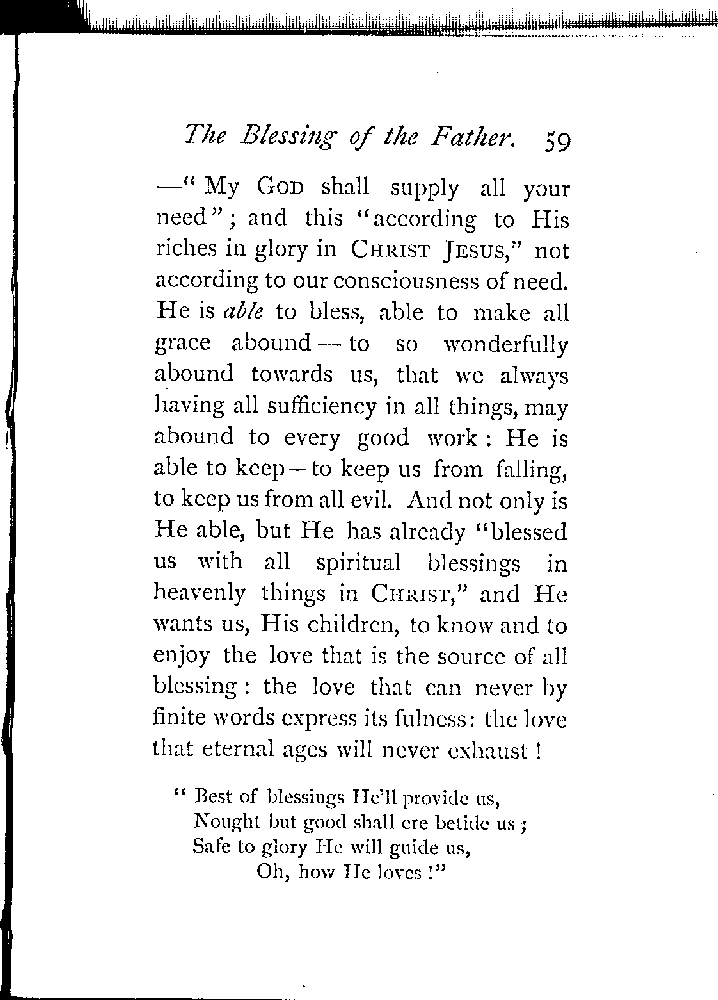 The Blessing of the Father. 59
—“ My GOD shall supply all your
need” ; and this “according to His
riches in glory in CHRIST JESUS,” not
according to our consciousness of need.
He is able to bless, able to make all
grace abound — to so wonderfully
abound towards us, that we always
having all sufficiency in all things, may
abound to every good work : He is
able to keep — to keep us from falling,
to keep us from all evil. And not only is
He able, but He has already “blessed
us with all spiritual blessings in
heavenly things in CHRIST,” and He
wants us, His children, to know and to
enjoy the love that is the source of all
blessing : the love that can never by
finite words express its fulness: the love
that eternal ages will never exhaust !
“ Best of blessings He’ll provide us,
Nought but good shall ere betide us ;
Safe to glory He will guide us,
Oh, how He loves !”